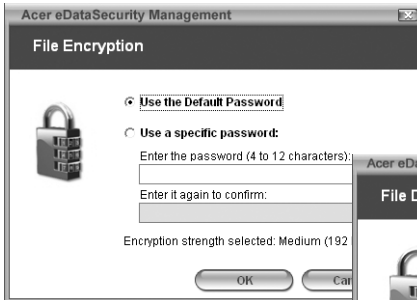 Acer eDataSecurity Management
File Encryption
Use the Default Password
Use a specific password:
Enter the password (4 to 12 characters):
Enter it again to confirm:
Encryption strength selected: Medium (192
OK
Can
Acer eDa
File D